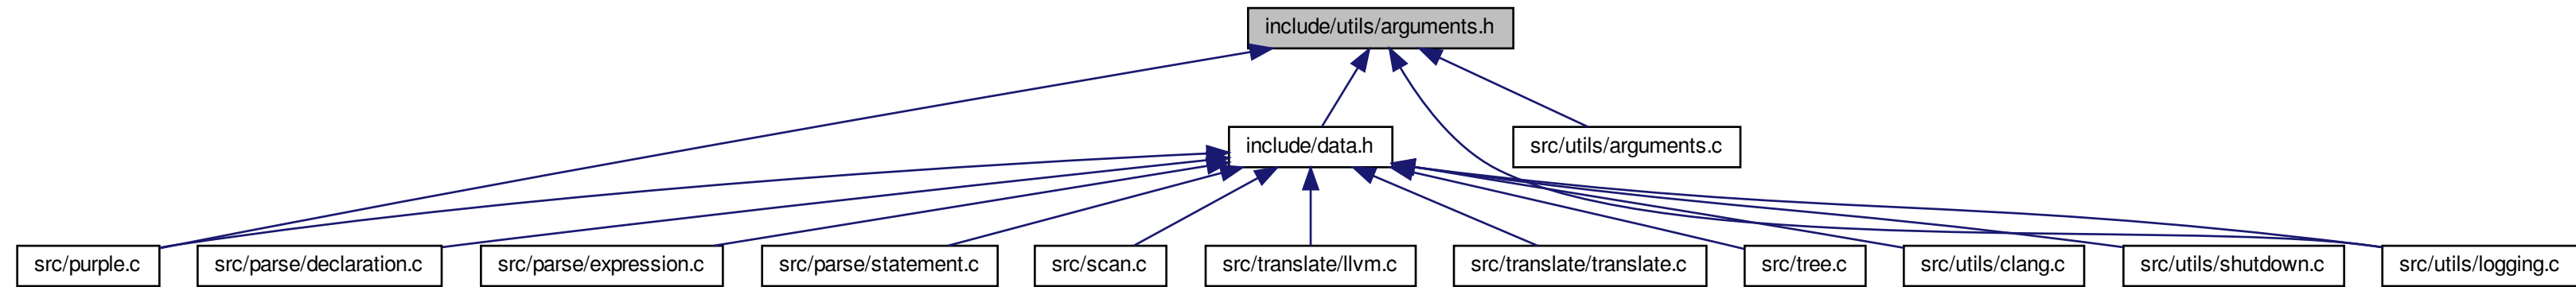 include/utils/arguments.h
include/data.h
src/utils/arguments.c
src/purple.c
src/parse/declaration.c
src/parse/expression.c
src/parse/statement.c
src/scan.c
src/translate/llvm.c
src/translate/translate.c
src/tree.c
src/utils/clang.c
src/utils/shutdown.c
src/utils/logging.c